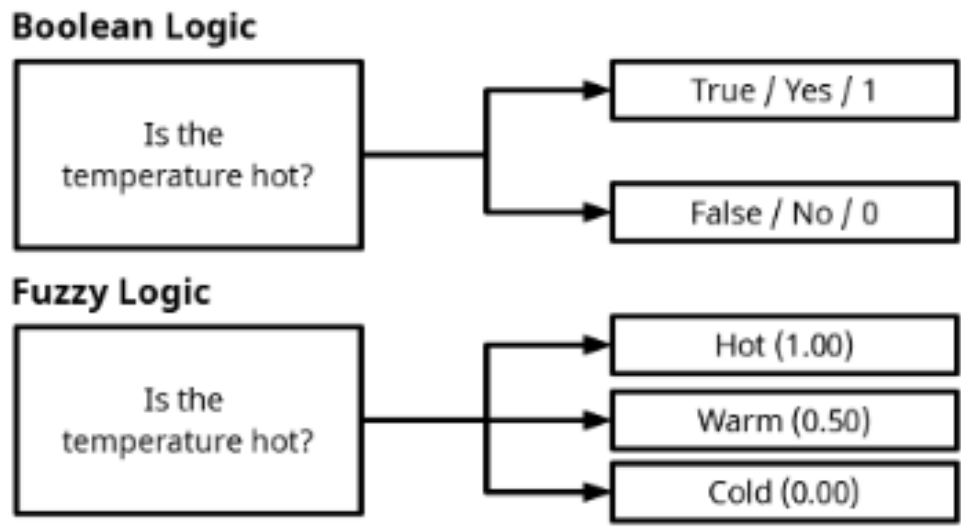 Boolean Logic
Is the
temperature hot?
True / Yes / 1
False / No / 0
Fuzzy Logic
Is the
temperature hot?
Hot (1.00)
Warm (0.50)
Cold (0.00)